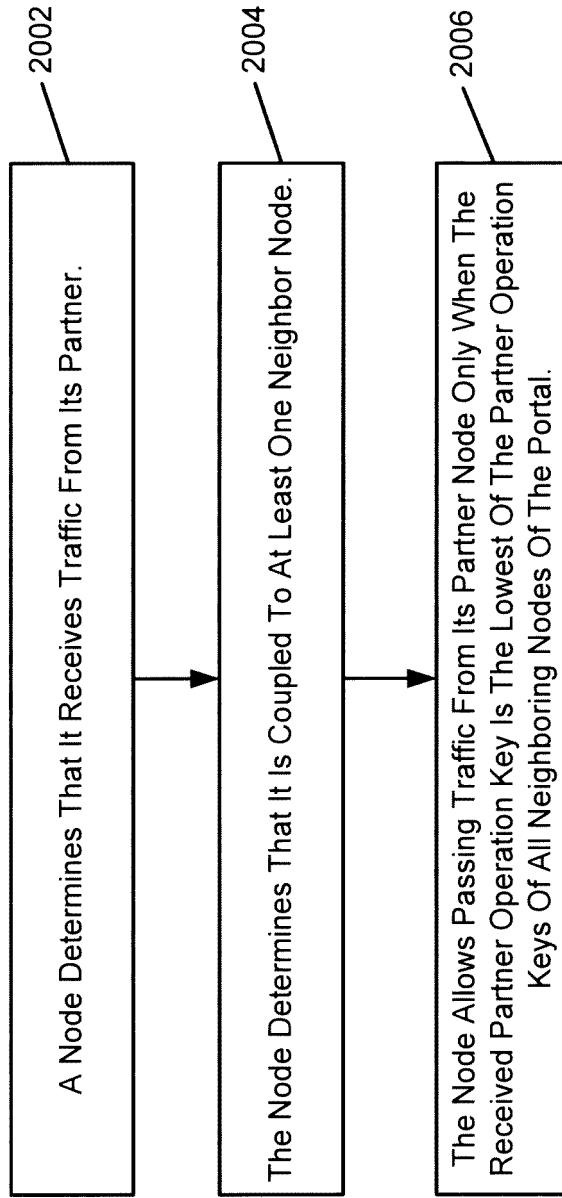 A Node Determines That It Receives Traffic From Its Partner.
2002
The Node Determines That It Is Coupled To At Least One Neighbor Node.
2004
The Node Allows Passing Traffic From Its Partner Node Only When The
Received Partner Operation Key Is The Lowest Of The Partner Operation
Keys Of All Neighboring Nodes Of The Portal.
2006